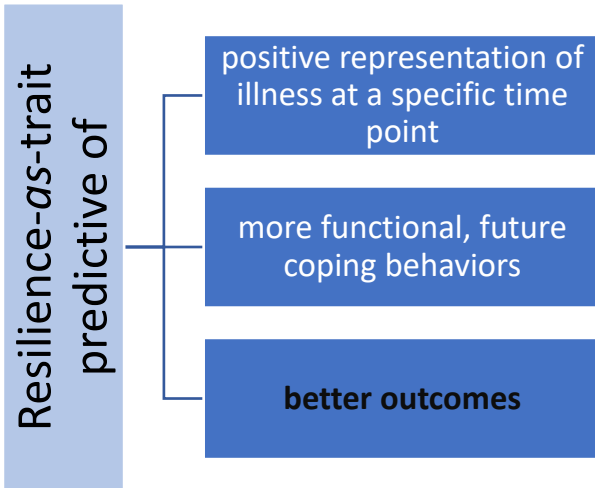 Resilience-as-trait
predictive of
positive representation of
illness at a specific time
point
more functional, future
coping behaviors
better outcomes